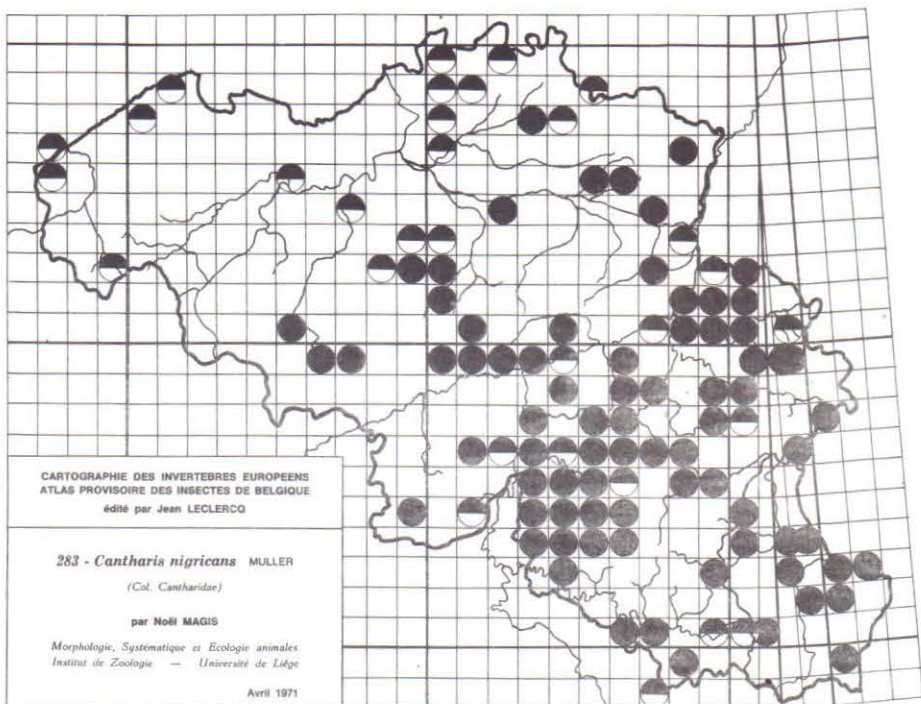 CARTOGRAPHIE DES INVERTEBRES EUROPEENS
ATLAS PROVISOIRE DES INSECTES DE BELGIQUE
édité par Jean LECLERCQ
283 - Cantharis nigricans MULLER
(Col. Cantharidae)
par Noël MAGIS
Morphologie, Systématique et Ecologie animales
Institut de Zoologie — Université de Liége
Avril 1971